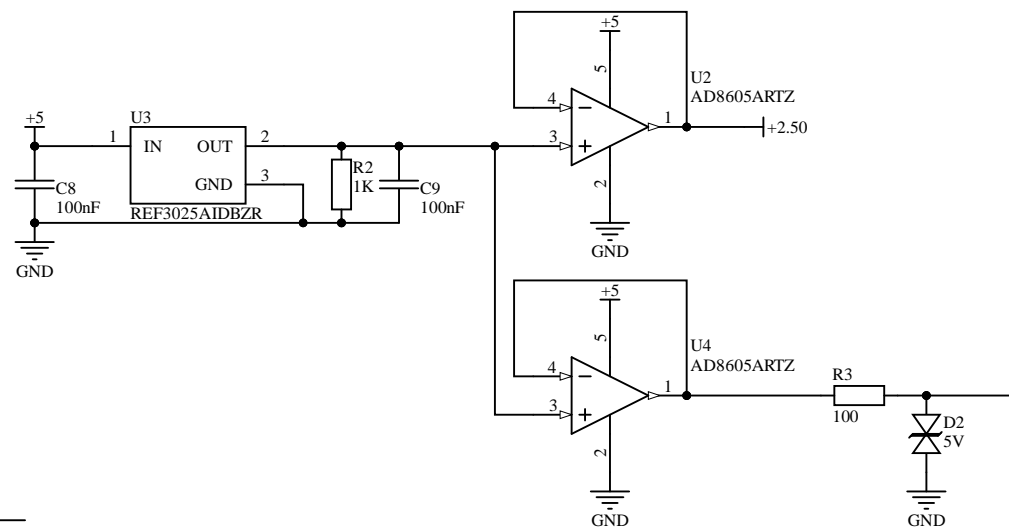 +5
5
U2
AD8605ARTZ
4
1
+2.50
3
2
GND
+5
U3
1
IN
OUT
2
GND
3
REF3025AIDBZR
C8
100nF
R2
1K
C9
100nF
GND
+5
5
U4
AD8605ARTZ
4
1
3
2
GND
R3
100
D2
5V
GND